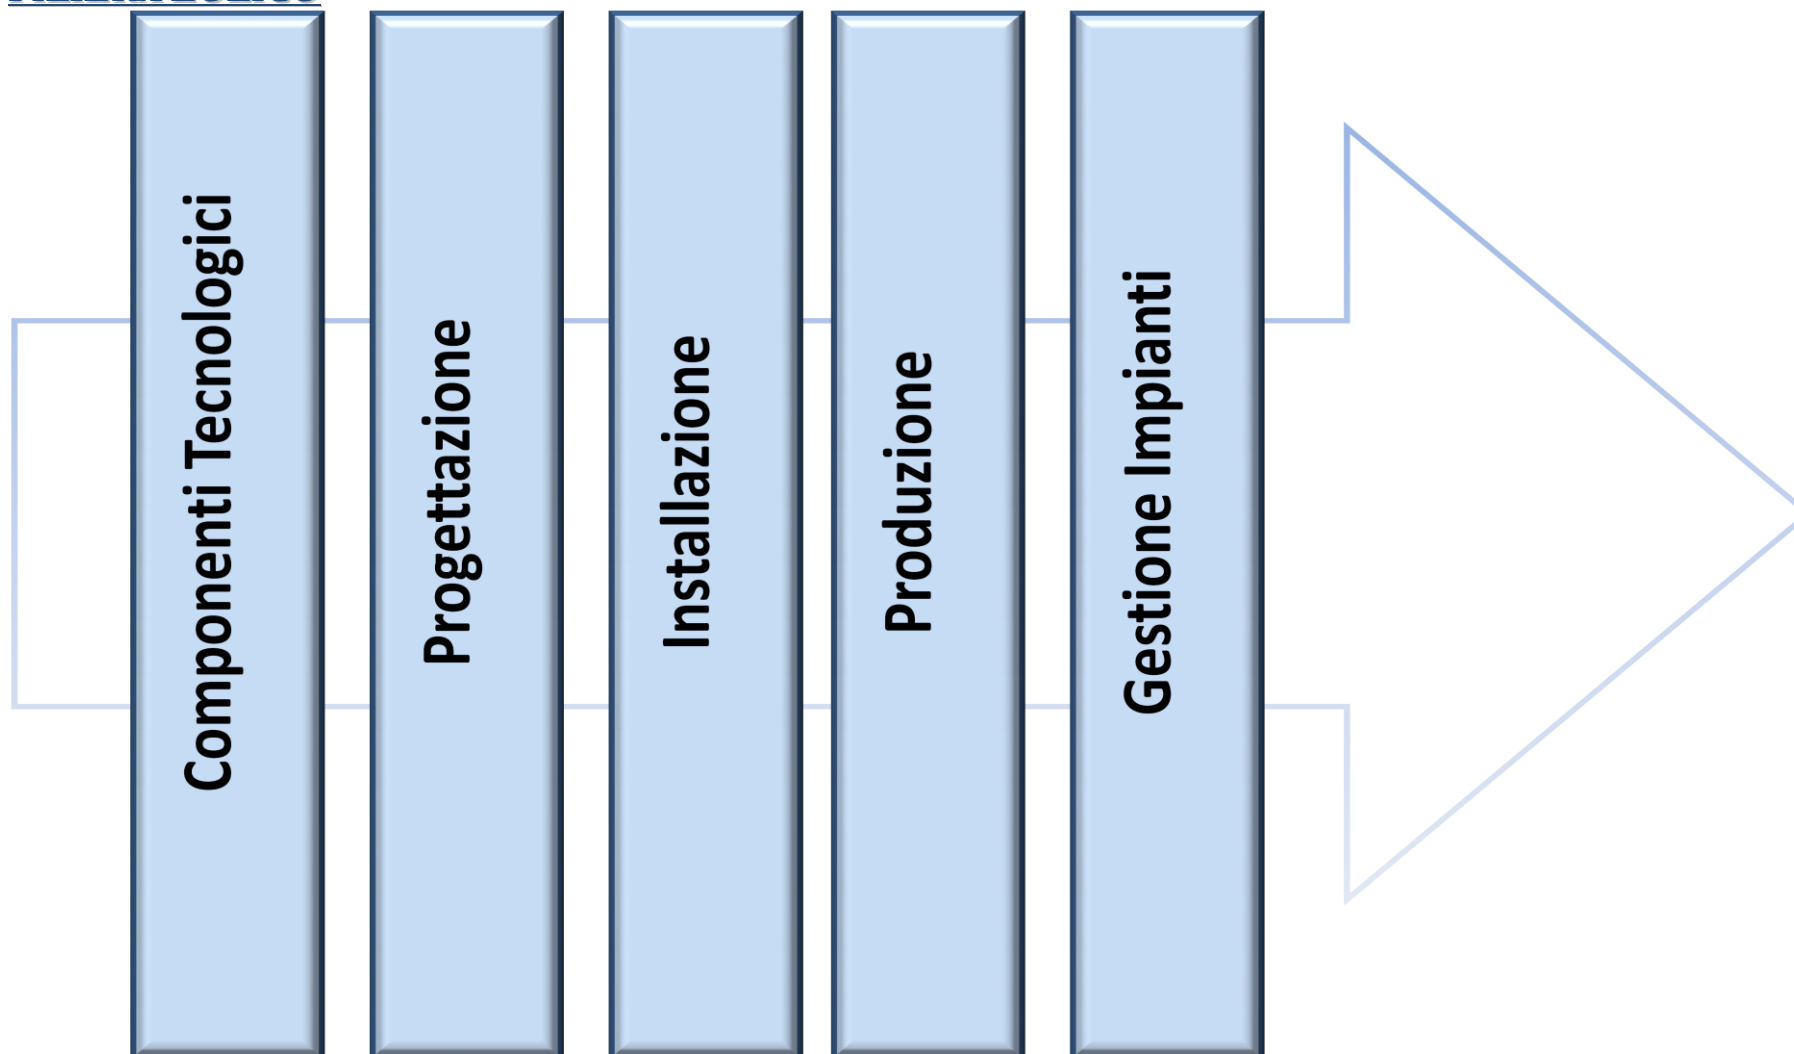 Componenti Tecnologici
Progettazione
Installazione
Produzione
Gestione Impianti